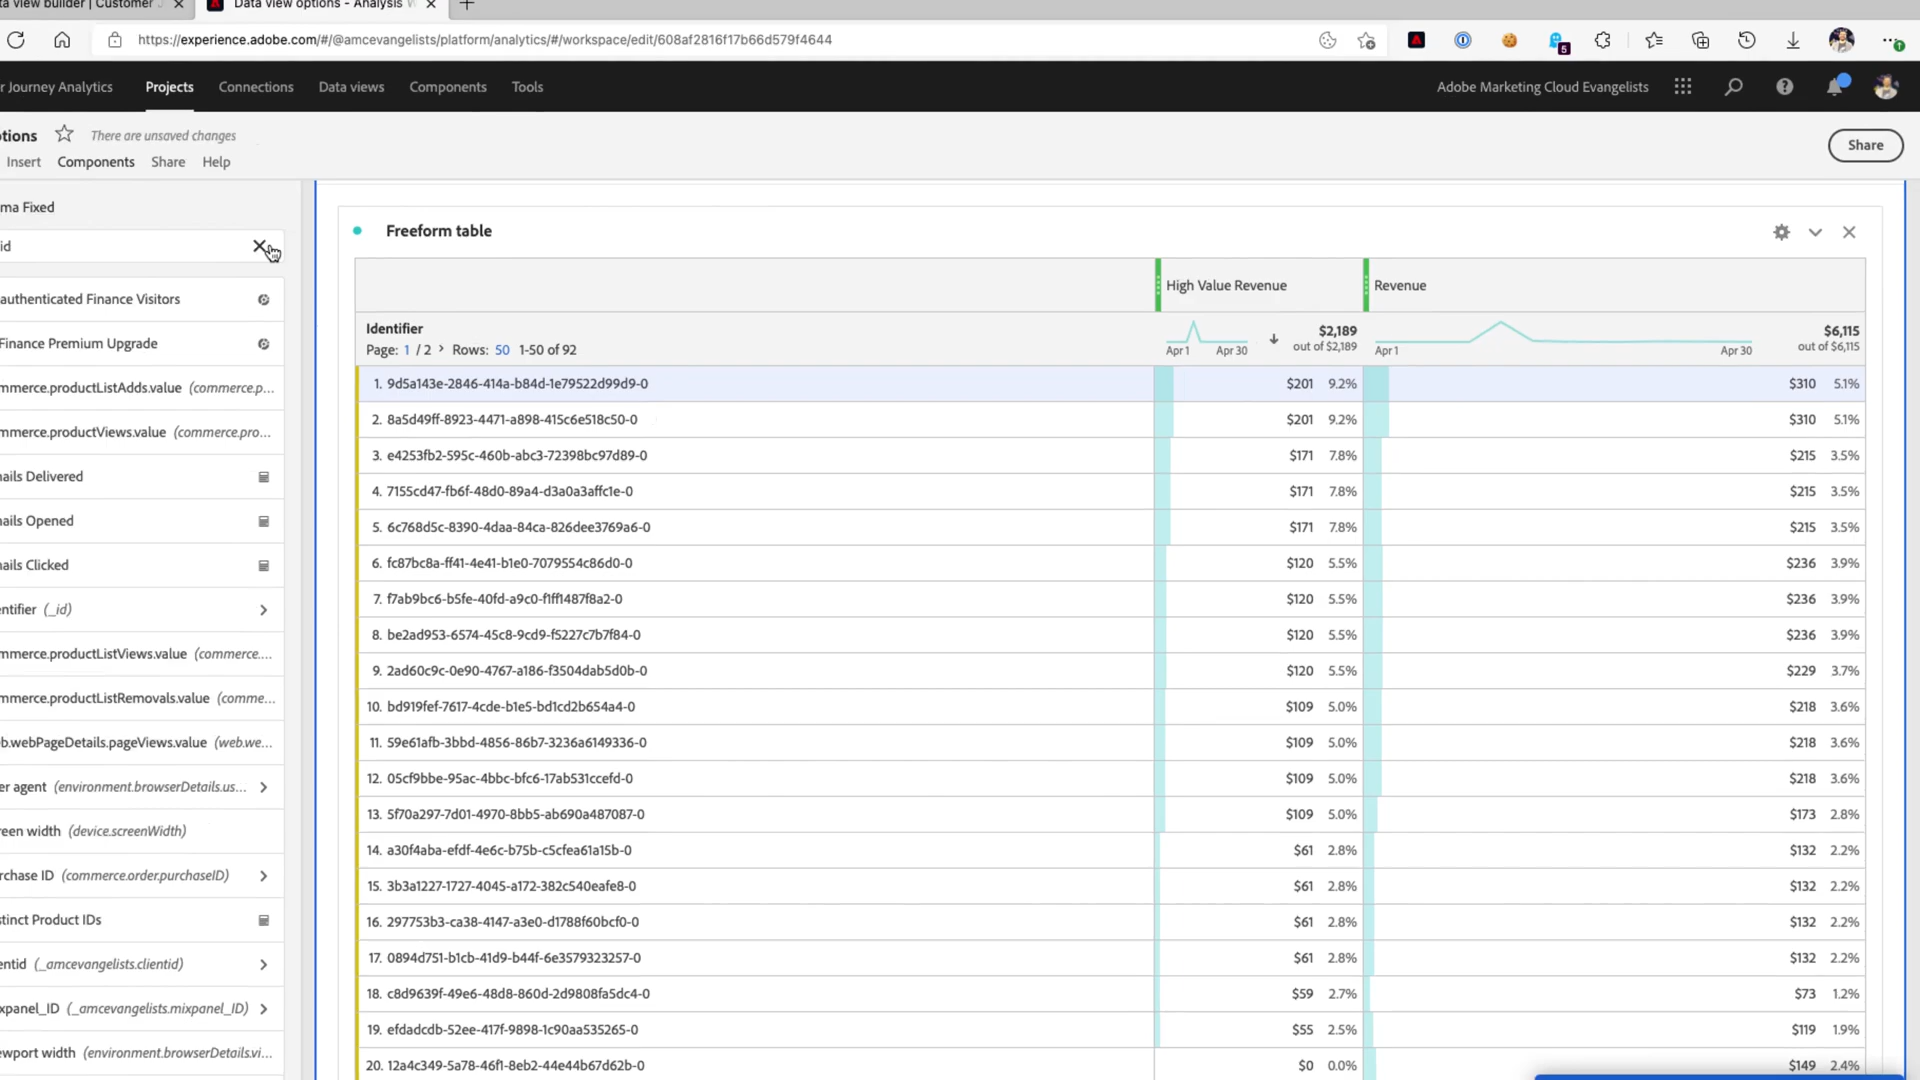 ta view builder | Customer J
Data view options - Analysis W
https://experience.adobe.com/#/@amcevangelists/platform/analytics/#/workspace/edit/608af2816f17b66d579f4644
5
r Journey Analytics
Projects
Connections
Data views
Components
Tools
Adobe Marketing Cloud Evangelists
ptions
There are unsaved changes
Insert
Components
Share
Help
Share
ma Fixed
id
authenticated Finance Visitors
Finance Premium Upgrade
mmerce.productListAdds.value (commerce.p...
mmerce.productViews.value (commerce.pro...
nails Delivered
nails Opened
nails Clicked
entifier (_id)
mmerce.productListViews.value (commerce....
mmerce.productListRemovals.value (comme...
b.webPageDetails.pageViews.value (web.we...
er agent (environment.browserDetails.us...
reen width (device.screenWidth)
rchase ID (commerce.order.purchaseID)
stinct Product IDs
entid (_amcevangelists.clientid)
xpanel_ID (_amcevangelists.mixpanel_ID)
ewport width (environment.browserDetails.vi...
Freeform table
High Value Revenue
Revenue
Identifier
Page: 1 / 2 > Rows: 50 1-50 of 92
Apr 1
Apr 30
$2,189
out of $2,189
Apr 1
Apr 30
$6,115
out of $6,115
1. 9d5a143e-2846-414a-b84d-1e79522d99d9-0 $201 9.2% $310 5.1%
2. 8a5d49ff-8923-4471-a898-415c6e518c50-0 $201 9.2% $310 5.1%
3. e4253fb2-595c-460b-abc3-72398bc97d89-0 $171 7.8% $215 3.5%
4. 7155cd47-fb6f-48d0-89a4-d3a0a3affc1e-0 $171 7.8% $215 3.5%
5. 6c768d5c-8390-4daa-84ca-826dee3769a6-0 $171 7.8% $215 3.5%
6. fc87bc8a-ff41-4e41-b1e0-7079554c86d0-0 $120 5.5% $236 3.9%
7. f7ab9bc6-b5fe-40fd-a9c0-f1ff1487f8a2-0 $120 5.5% $236 3.9%
8. be2ad953-6574-45c8-9cd9-f5227c7b7f84-0 $120 5.5% $236 3.9%
9. 2ad60c9c-0e90-4767-a186-f3504dab5d0b-0 $120 5.5% $229 3.7%
10. bd919fef-7617-4cde-b1e5-bd1cd2b654a4-0 $109 5.0% $218 3.6%
11. 59e61afb-3bbd-4856-86b7-3236a6149336-0 $109 5.0% $218 3.6%
12. 05cf9bbe-95ac-4bbc-bfc6-17ab531ccefd-0 $109 5.0% $218 3.6%
13. 5f70a297-7d01-4970-8bb5-ab690a487087-0 $109 5.0% $173 2.8%
14. a30f4aba-efdf-4e6c-b75b-c5cfea61a15b-0 $61 2.8% $132 2.2%
15. 3b3a1227-1727-4045-a172-382c540eafe8-0 $61 2.8% $132 2.2%
16. 297753b3-ca38-4147-a3e0-d1788f60bcf0-0 $61 2.8% $132 2.2%
17. 0894d751-b1cb-41d9-b44f-6e3579323257-0 $61 2.8% $132 2.2%
18. c8d9639f-49e6-48d8-860d-2d9808fa5dc4-0 $59 2.7% $73 1.2%
19. efdadcdb-52ee-417f-9898-1c90aa535265-0 $55 2.5% $119 1.9%
20. 12a4c349-5a78-46f1-8eb2-44e44b67d62b-0 $0 0.0% $149 2.4%